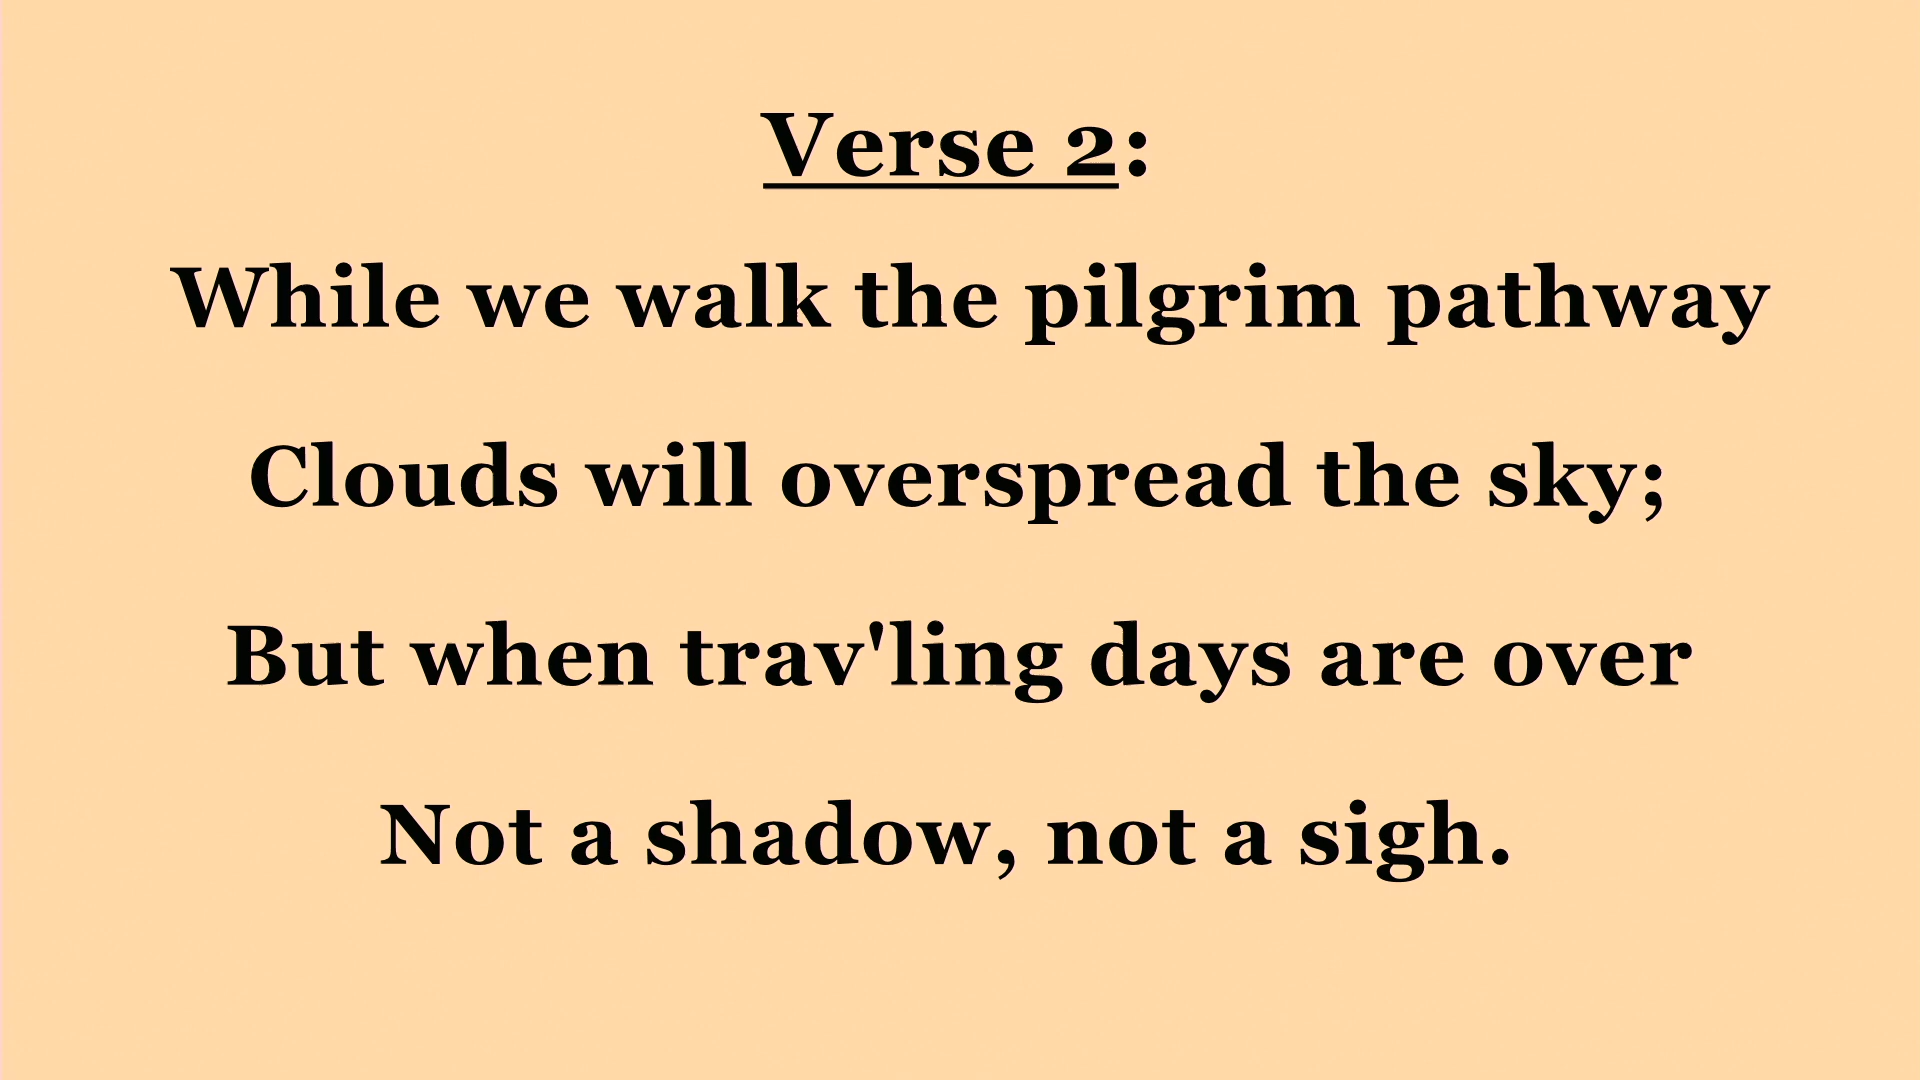 Verse 2:
While we walk the pilgrim pathway
Clouds will overspread the sky;
But when trav'ling days are over
Not a shadow, not a sigh.